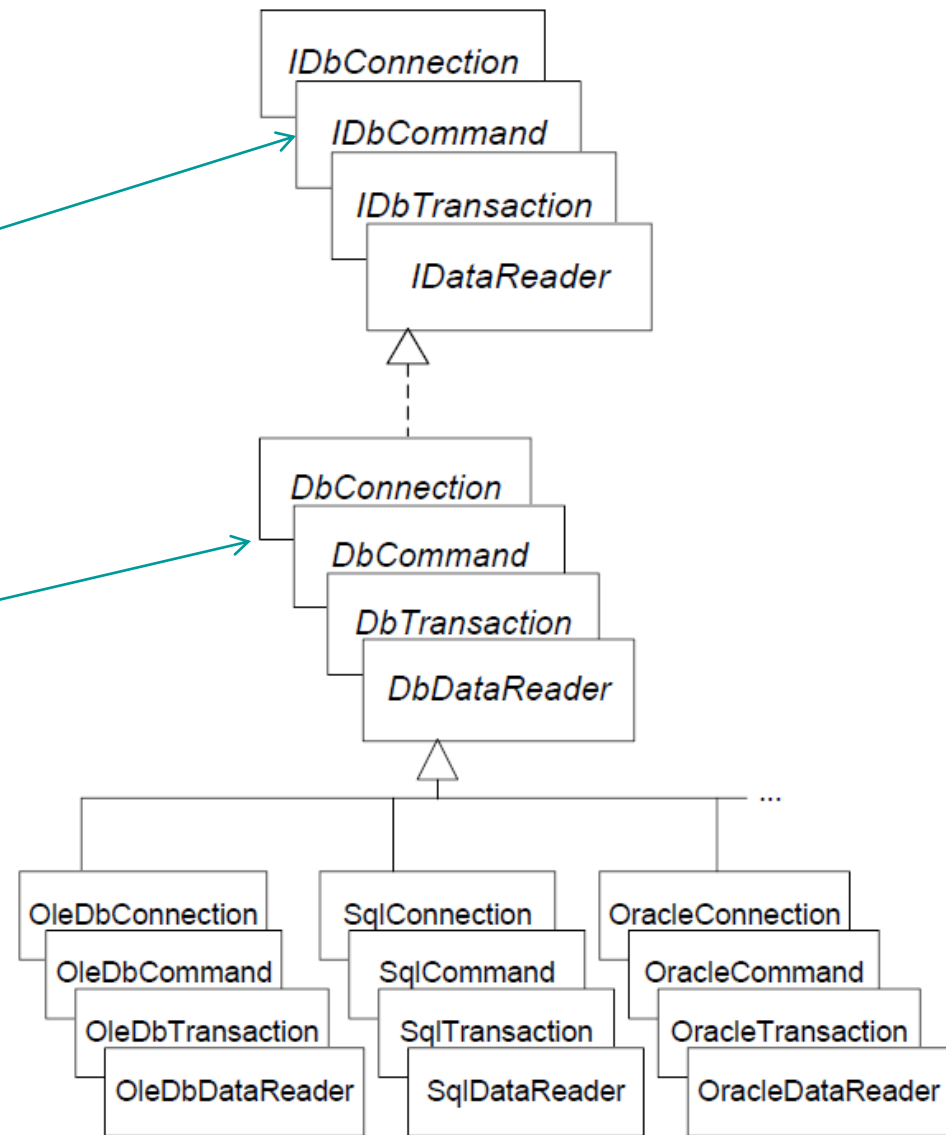 IDbConnection
IDbCommand
IDbTransaction
IDataReader
DbConnection
DbCommand
DbTransaction
DbDataReader
...
OleDbConnection
OleDbCommand
OleDbTransaction
OleDbDataReader
SqlConnection
SqlCommand
SqlTransaction
SqlDataReader
OracleConnection
OracleCommand
OracleTransaction
OracleDataReader